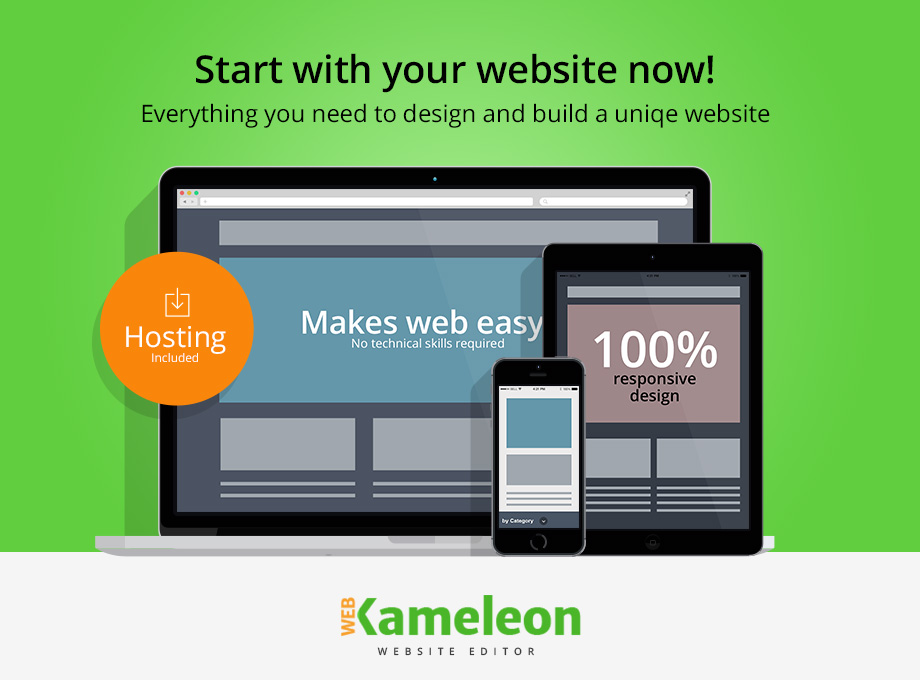 Start with your website now!
Everything you need to design and build a uniqe website
Hosting
Included
Makes web easy
No technical skills required
100%
responsive
design
by Category
WEB
Kameleon
WEBSITE EDITOR